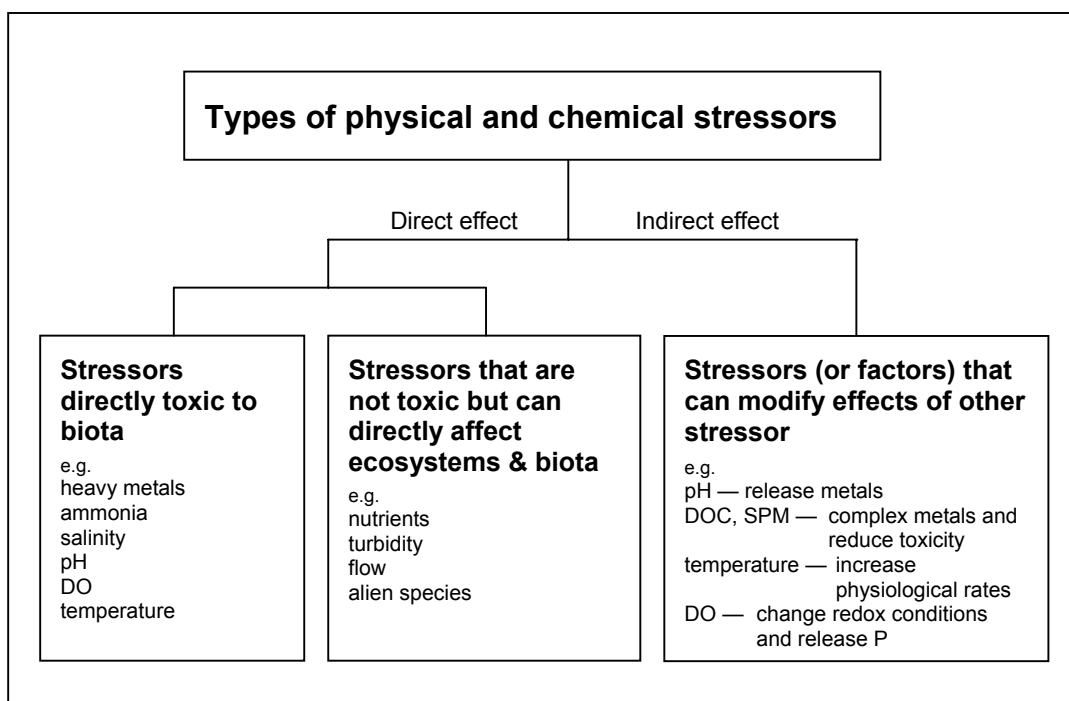 Types of physical and chemical stressors
Direct effect
Indirect effect
Stressors
directly toxic to
biota
e.g.
heavy metals
ammonia
salinity
pH
DO
temperature
Stressors that are
not toxic but can
directly affect
ecosystems & biota
e.g.
nutrients
turbidity
flow
alien species
Stressors (or factors) that
can modify effects of other
stressor
e.g.
pH — release metals
DOC, SPM — complex metals and
reduce toxicity
temperature — increase
physiological rates
DO — change redox conditions
and release P